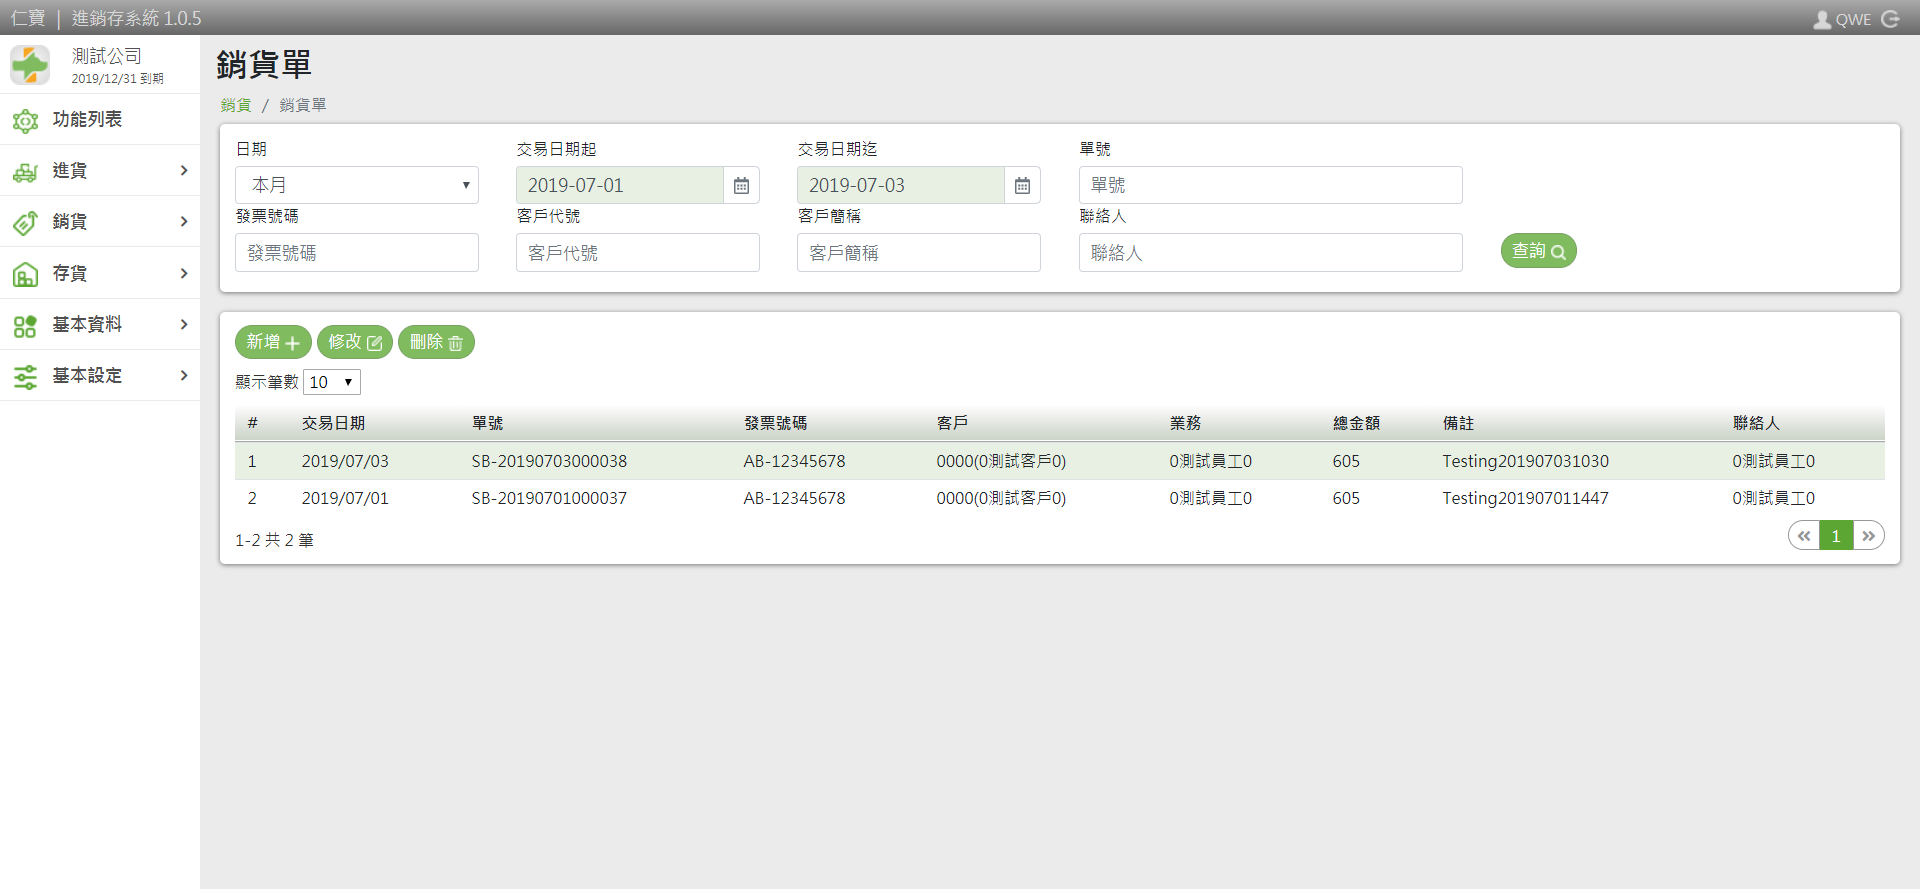 仁寶 | 進銷存系統 1.0.5
QWE
測試公司
2019/12/31 到期
功能列表
進貨
銷貨
存貨
基本資料
基本設定
銷貨單
銷貨 / 銷貨單
日期 交易日期起 交易日期迄 單號
本月 2019-07-01 2019-07-03 單號
發票號碼 客戶代號 客戶簡稱 聯絡人
發票號碼 客戶代號 客戶簡稱 聯絡人 查詢
新增 修改 刪除
顯示筆數 10
# 交易日期 單號 發票號碼 客戶 業務 總金額 備註 聯絡人
1 2019/07/03 SB-20190703000038 AB-12345678 0000(0測試客戶0) 0測試員工0 605 Testing201907031030 0測試員工0
2 2019/07/01 SB-20190701000037 AB-12345678 0000(0測試客戶0) 0測試員工0 605 Testing201907011447 0測試員工0
1-2 共 2 筆
« 1 »